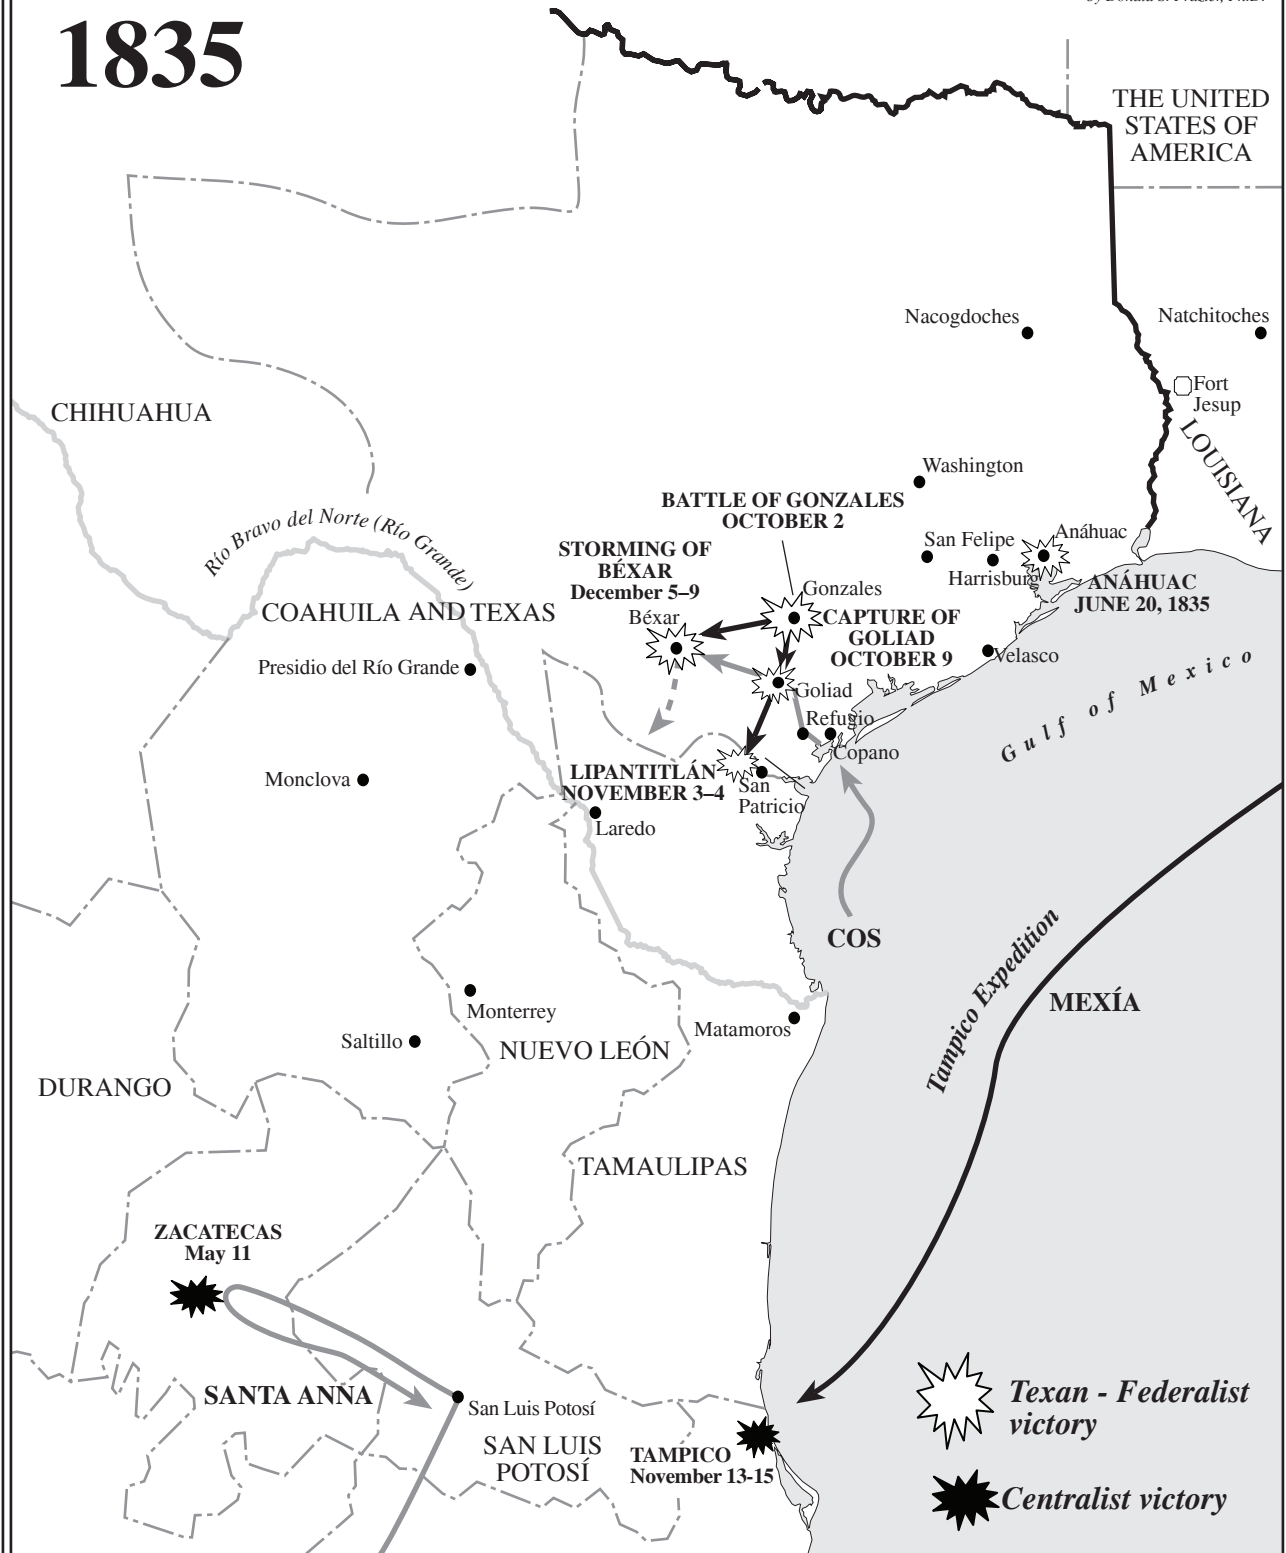 by Donald S. Frazier, Ph.D.
1835
THE UNITED
STATES OF
AMERICA
Nacogdoches
Natchitoches
Fort
Jesup
CHIHUAHUA
LOUISIANA
Washington
BATTLE OF GONZALES
OCTOBER 2
Río Bravo del Norte (Río Grande)
San Felipe
Anáhuac
STORMING OF
BÉXAR
December 5–9
Harrisburg
ANÁHUAC
JUNE 20, 1835
Gonzales
COAHUILA AND TEXAS
Béxar
CAPTURE OF
GOLIAD
OCTOBER 9
Velasco
Presidio del Río Grande
Goliad
Gulf of Mexico
Refugio
Copano
Monclova
LIPANTITLÁN
NOVEMBER 3–4
San
Patricio
Laredo
COS
Tampico Expedition
MEXÍA
Monterrey
Matamoros
Saltillo
NUEVO LEÓN
DURANGO
TAMAULIPAS
ZACATECAS
May 11
SANTA ANNA
San Luis Potosí
SAN LUIS
POTOSÍ
TAMPICO
November 13-15
Texan - Federalist
victory
Centralist victory